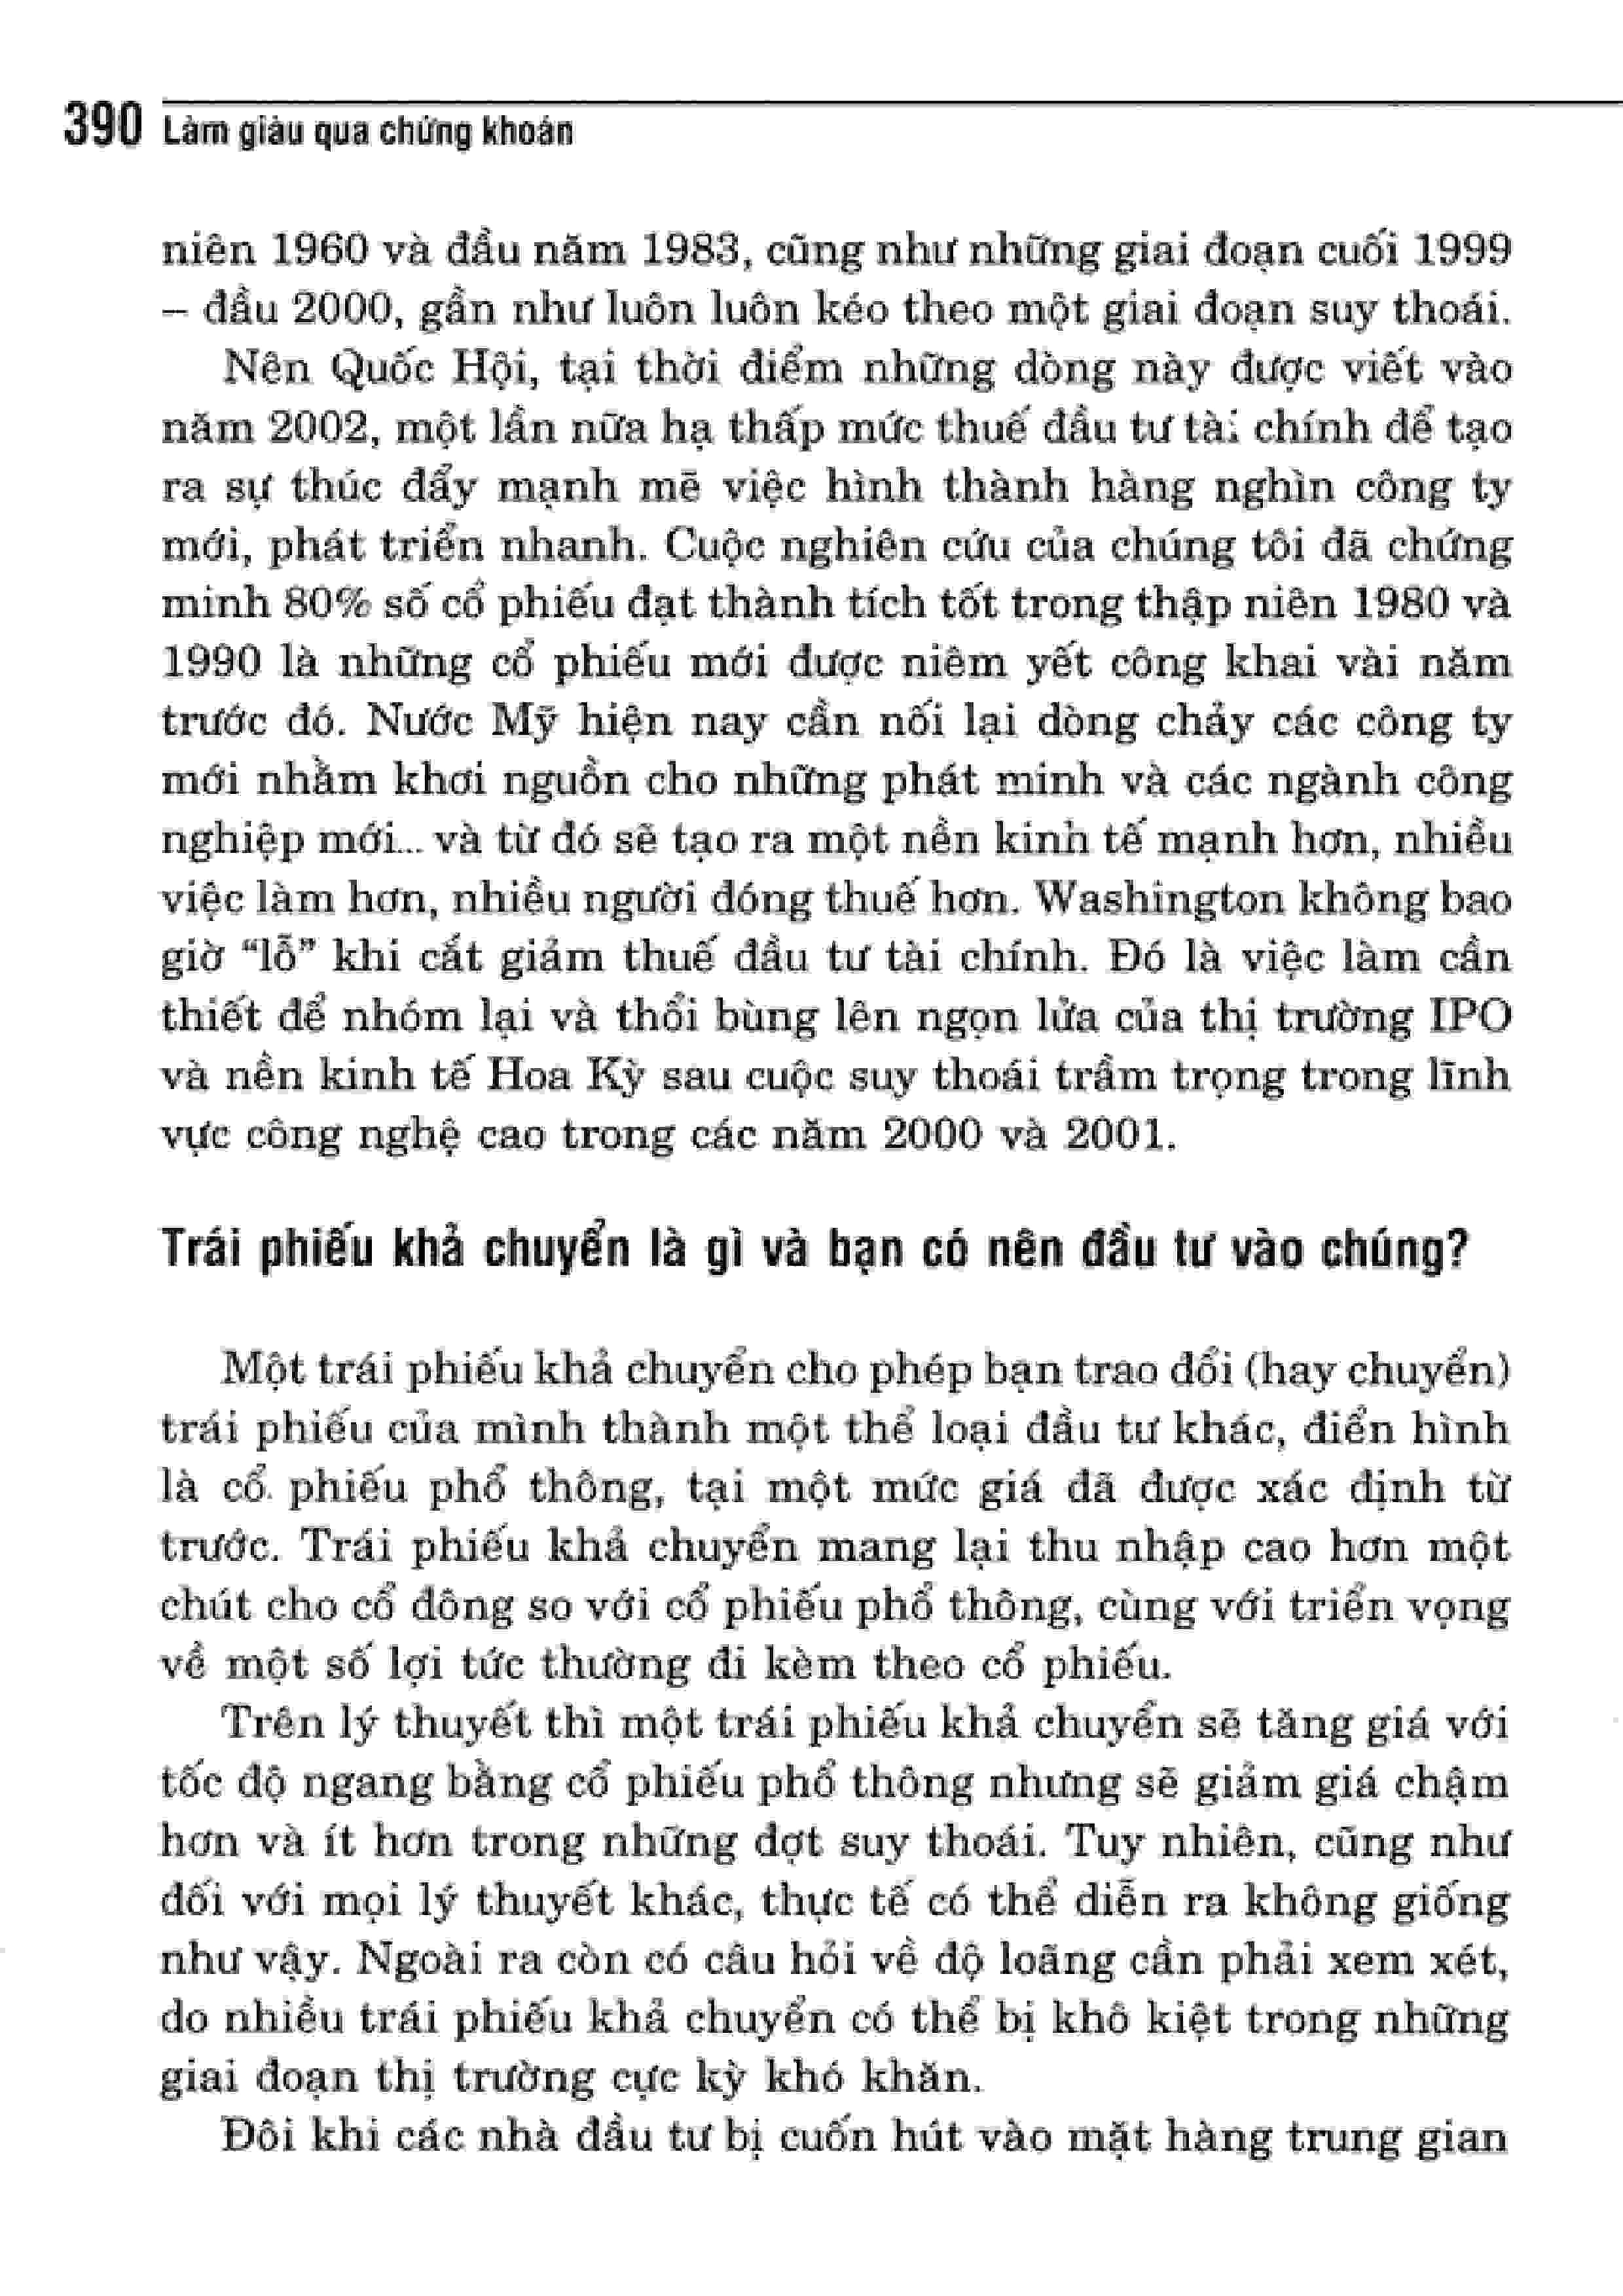 390 Làm giàu qua chứng khoán
niên 1960 và đầu năm 1983, cũng như những giai đoạn cuối 1999
– đầu 2000, gần như luôn luôn kéo theo một giai đoạn suy thoái.
Nên Quốc Hội, tại thời điểm những dòng này được viết vào
năm 2002, một lần nữa hạ thấp mức thuế đầu tư tài chính để tạo
ra sự thúc đẩy mạnh mẽ việc hình thành hàng nghìn công ty
mới, phát triển nhanh. Cuộc nghiên cứu của chúng tôi đã chứng
minh 80% số cổ phiếu đạt thành tích tốt trong thập niên 1980 và
1990 là những cổ phiếu mới được niêm yết công khai vài năm
trước đó. Nước Mỹ hiện nay cần nối lại dòng chảy các công ty
mới nhằm khơi nguồn cho những phát minh và các ngành công
nghiệp mới... và từ đó sẽ tạo ra một nền kinh tế mạnh hơn, nhiều
việc làm hơn, nhiều người đóng thuế hơn. Washington không bao
giờ “lỗ” khi cắt giảm thuế đầu tư tài chính. Đó là việc làm cần
thiết để nhóm lại và thổi bùng lên ngọn lửa của thị trường IPO
và nền kinh tế Hoa Kỳ sau cuộc suy thoái trầm trọng trong lĩnh
vực công nghệ cao trong các năm 2000 và 2001.
Trái phiếu khả chuyển là gì và bạn có nên đầu tư vào chúng?
Một trái phiếu khả chuyển cho phép bạn trao đổi (hay chuyển)
trái phiếu của mình thành một thể loại đầu tư khác, điển hình
là cổ phiếu phổ thông, tại một mức giá đã được xác định từ
trước. Trái phiếu khả chuyển mang lại thu nhập cao hơn một
chút cho cổ đông so với cổ phiếu phổ thông, cùng với triển vọng
về một số lợi tức thường đi kèm theo cổ phiếu.
Trên lý thuyết thì một trái phiếu khả chuyển sẽ tăng giá với
tốc độ ngang bằng cổ phiếu phổ thông nhưng sẽ giảm giá chậm
hơn và ít hơn trong những đợt suy thoái. Tuy nhiên, cũng như
đối với mọi lý thuyết khác, thực tế có thể diễn ra không giống
như vậy. Ngoài ra còn có câu hỏi về độ loãng cần phải xem xét,
do nhiều trái phiếu khả chuyển có thể bị khô kiệt trong những
giai đoạn thị trường cực kỳ khó khăn.
Đôi khi các nhà đầu tư bị cuốn hút vào mặt hàng trung gian